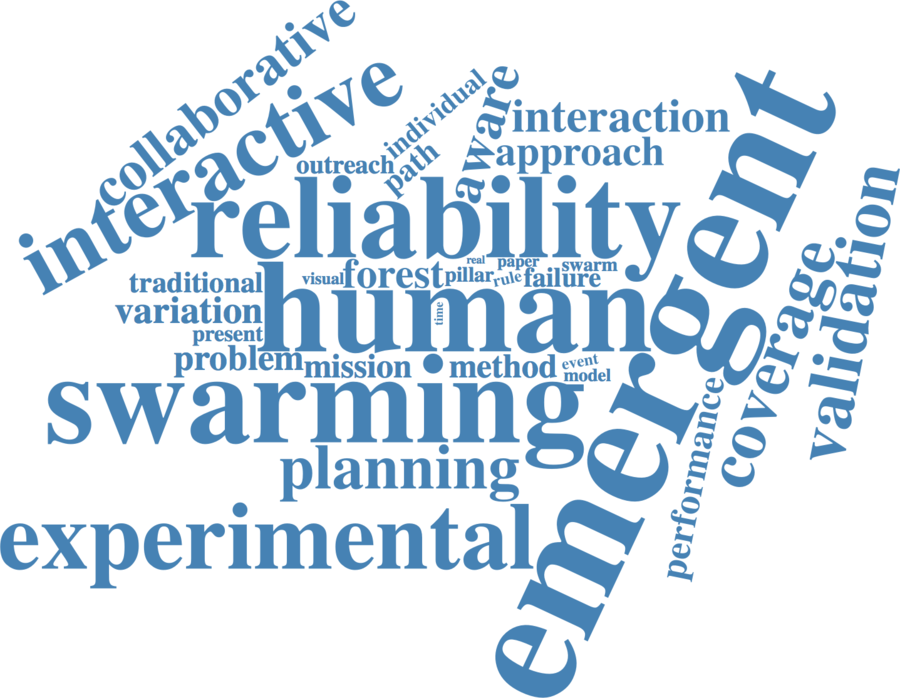 collaborative
interactive
individual
path
aware
outreach
interaction
approach
reliability
emergent
validation
coverage
performance
real
paper
swarm
visual
forest
pillar
rule
failure
traditional
variation
human
time
present
problem
mission
method
event
model
swarming
planning
experimental